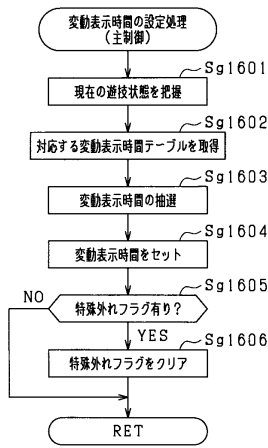 変動表示時間の設定処理
(主制御)
Sg1601
現在の遊技状態を把握
Sg1602
対応する変動表示時間テーブルを取得
Sg1603
変動表示時間の抽選
Sg1604
変動表示時間をセット
Sg1605
特殊外れフラグ有り?
NO
YES
Sg1606
特殊外れフラグをクリア
RET